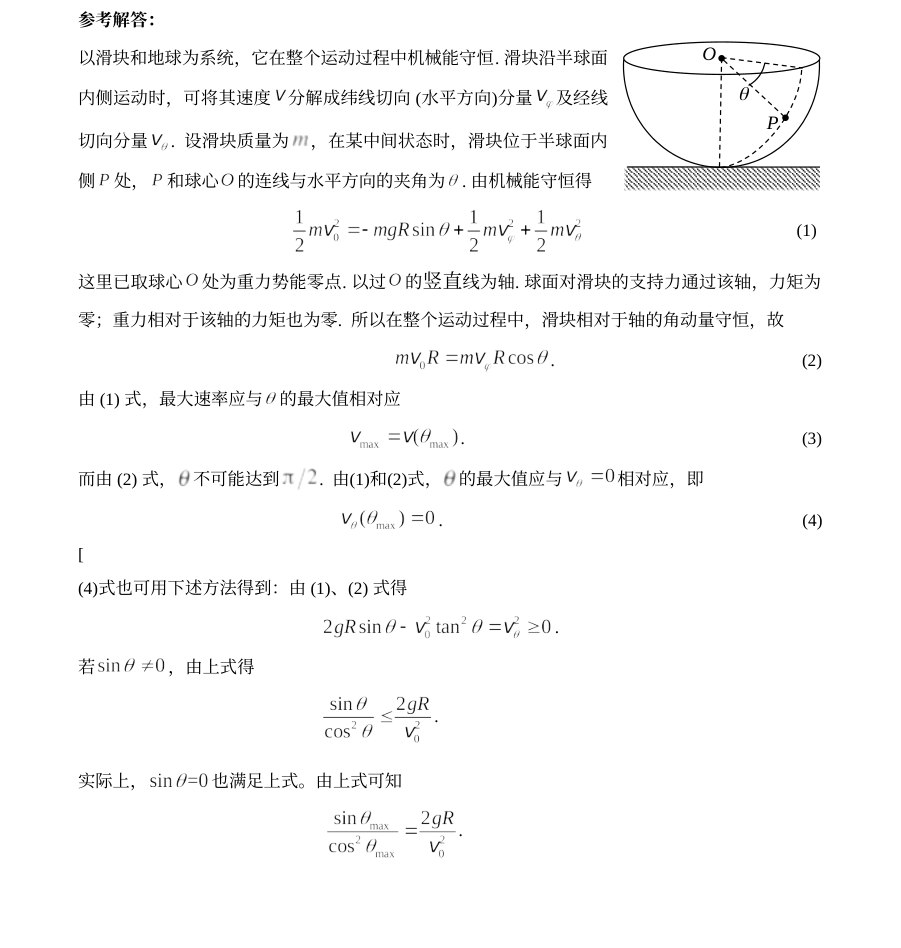 参考解答：
以滑块和地球为系统，它在整个运动过程中机械能守恒. 滑块沿半球面
内侧运动时，可将其速度 v 分解成纬线切向 (水平方向)分量 v_φ 及经线
切向分量 v_θ. 设滑块质量为 m，在某中间状态时，滑块位于半球面内
侧 P 处， P 和球心 O 的连线与水平方向的夹角为 θ. 由机械能守恒得
O
θ
P
1/2 mv_0^2 = - mgR sin θ + 1/2 mv_φ^2 + 1/2 mv_θ^2 (1)
这里已取球心 O 处为重力势能零点. 以过 O 的竖直线为轴. 球面对滑块的支持力通过该轴，力矩为
零；重力相对于该轴的力矩也为零. 所以在整个运动过程中，滑块相对于轴的角动量守恒，故
mv_0 R = mv_φ R cos θ. (2)
由 (1) 式，最大速率应与 θ 的最大值相对应
v_max = v(θ_max). (3)
而由 (2) 式， θ 不可能达到 π/2. 由(1)和(2)式， θ 的最大值应与 v_θ = 0 相对应，即
v_θ(θ_max) = 0. (4)
[
(4)式也可用下述方法得到：由 (1)、(2) 式得
2gR sin θ - v_0^2 tan^2 θ = v_θ^2 ≥ 0.
若 sin θ ≠ 0，由上式得
sin θ / cos^2 θ ≤ 2gR / v_0^2.
实际上， sin θ=0 也满足上式。由上式可知
sin θ_max / cos^2 θ_max = 2gR / v_0^2.